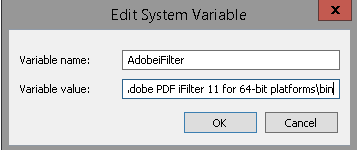 Edit System Variable
x
Variable name: AdobeiFilter
Variable value: dobe PDF iFilter 11 for 64-bit platforms\bin
OK Cancel